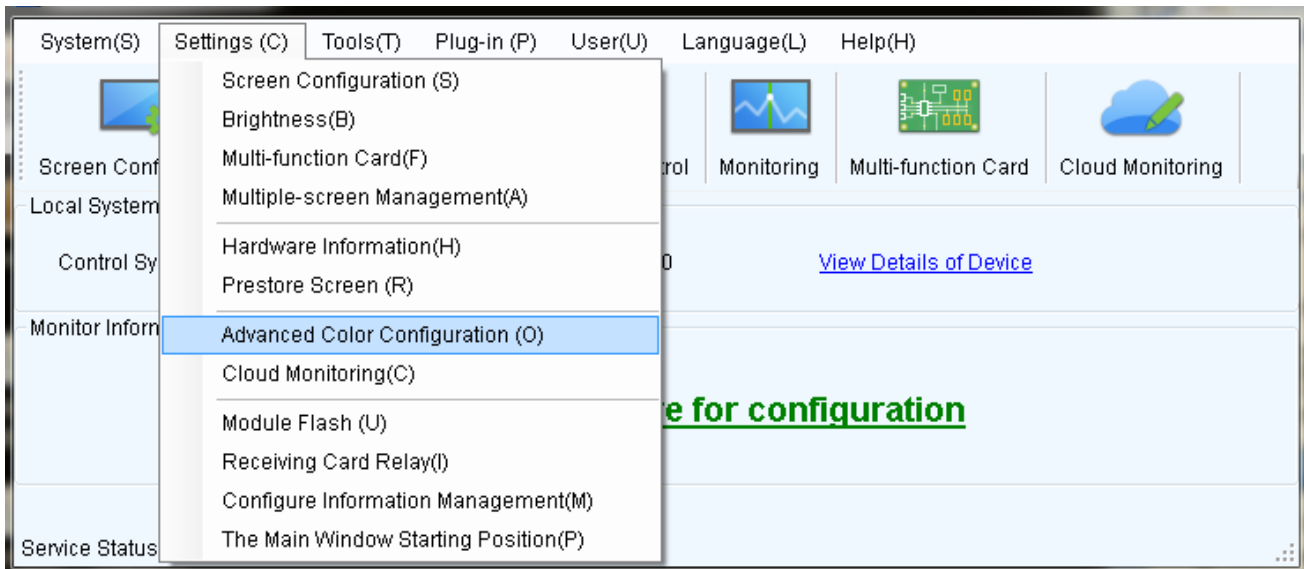 System(S) Settings (C) Tools(T) Plug-in (P) User(U) Language(L) Help(H)
Screen Configuration (S)
Brightness(B)
Multi-function Card(F)
Multiple-screen Management(A)
Hardware Information(H)
Prestore Screen (R)
Advanced Color Configuration (O)
Cloud Monitoring(C)
Module Flash (U)
Receiving Card Relay(I)
Configure Information Management(M)
The Main Window Starting Position(P)
Screen Conf
rol Monitoring Multi-function Card Cloud Monitoring
Local System
Control Sy
0 View Details of Device
Monitor Inforn
e for configuration
Service Status